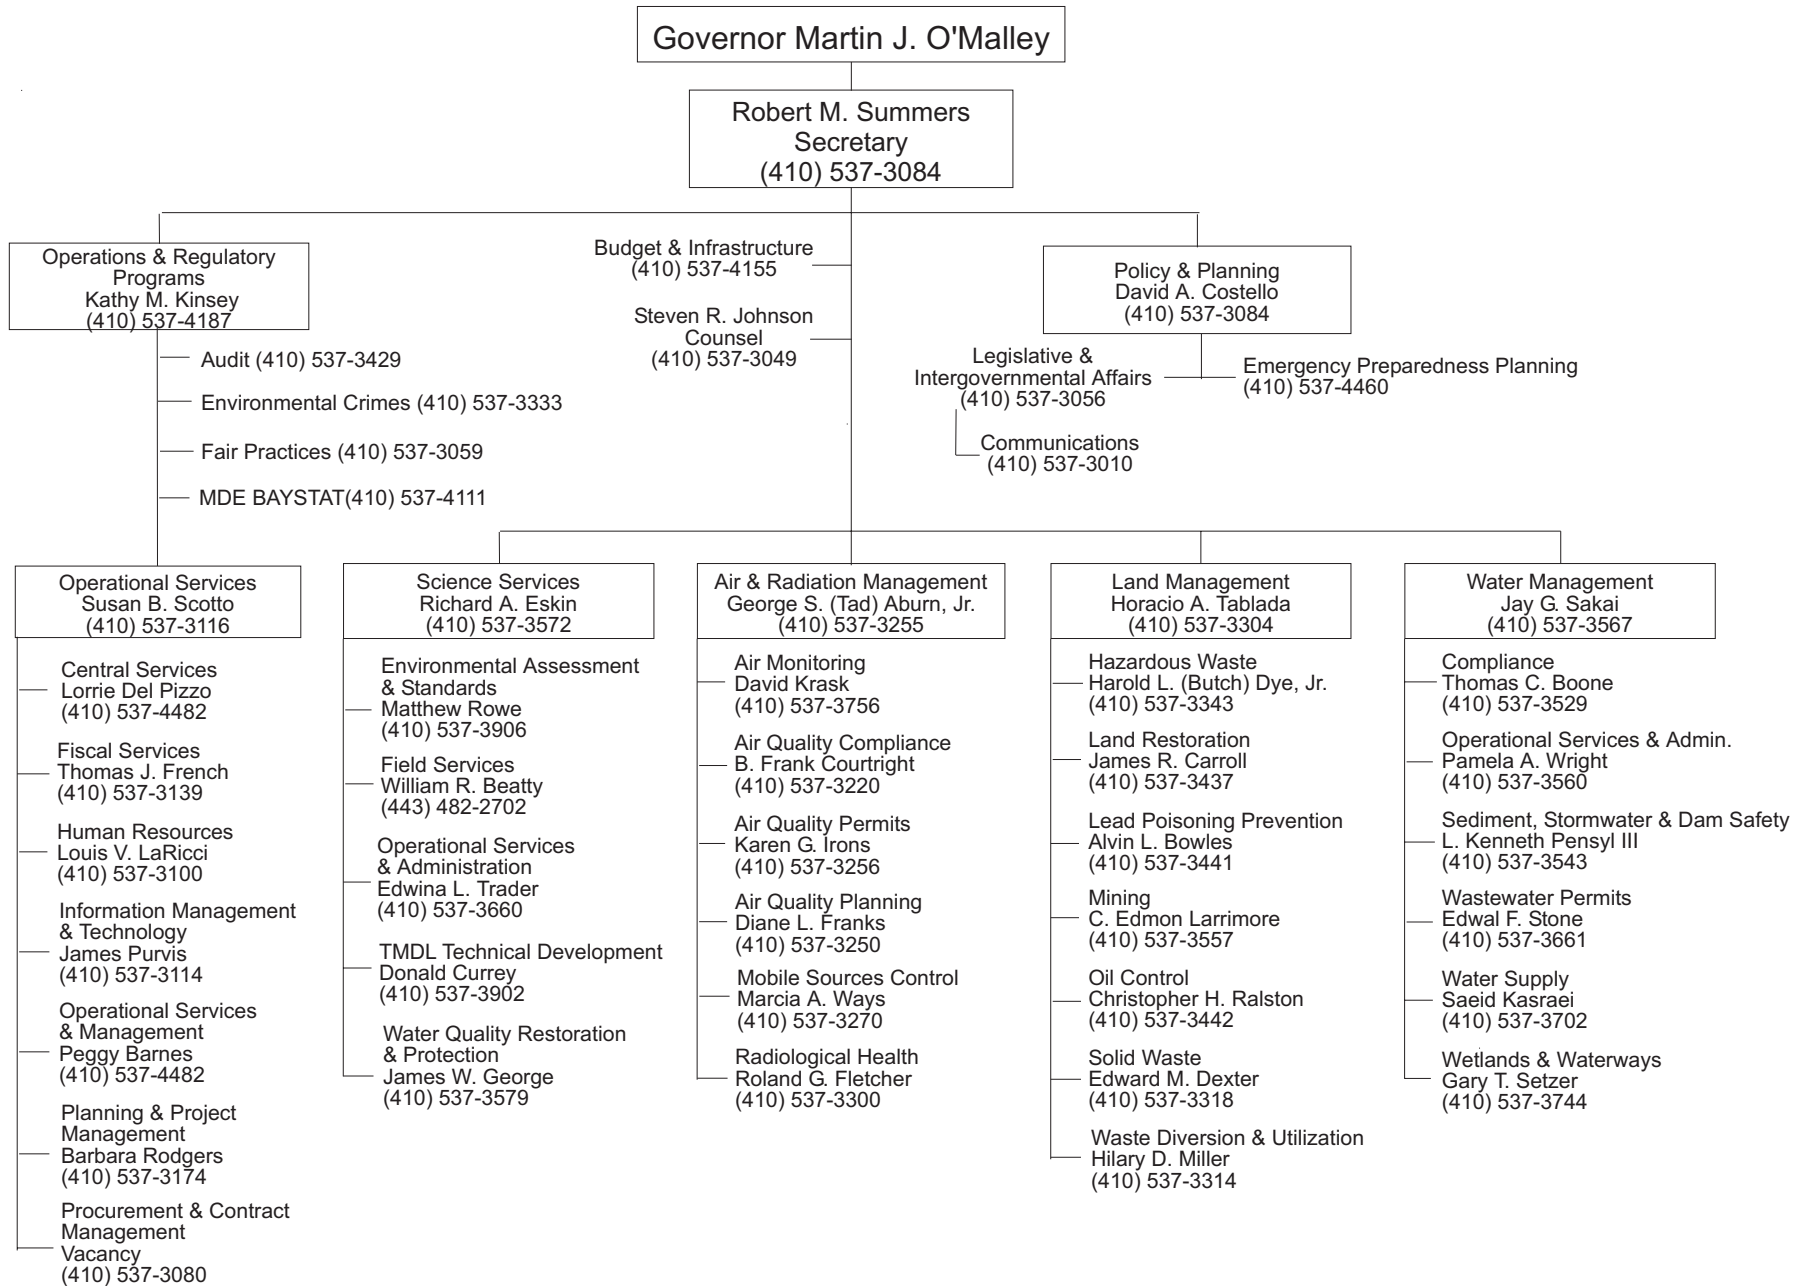 Governor Martin J. O'Malley
Robert M. Summers
Secretary
(410) 537-3084
Operations & Regulatory
Programs
Kathy M. Kinsey
(410) 537-4187
Audit (410) 537-3429
Environmental Crimes (410) 537-3333
Fair Practices (410) 537-3059
MDE BAYSTAT(410) 537-4111
Budget & Infrastructure
(410) 537-4155
Steven R. Johnson
Counsel
(410) 537-3049
Policy & Planning
David A. Costello
(410) 537-3084
Legislative &
Intergovernmental Affairs
(410) 537-3056
Communications
(410) 537-3010
Emergency Preparedness Planning
(410) 537-4460
Operational Services
Susan B. Scotto
(410) 537-3116
Central Services
Lorrie Del Pizzo
(410) 537-4482
Fiscal Services
Thomas J. French
(410) 537-3139
Human Resources
Louis V. LaRicci
(410) 537-3100
Information Management
& Technology
James Purvis
(410) 537-3114
Operational Services
& Management
Peggy Barnes
(410) 537-4482
Planning & Project
Management
Barbara Rodgers
(410) 537-3174
Procurement & Contract
Management
Vacancy
(410) 537-3080
Science Services
Richard A. Eskin
(410) 537-3572
Environmental Assessment
& Standards
Matthew Rowe
(410) 537-3906
Field Services
William R. Beatty
(443) 482-2702
Operational Services
& Administration
Edwina L. Trader
(410) 537-3660
TMDL Technical Development
Donald Currey
(410) 537-3902
Water Quality Restoration
& Protection
James W. George
(410) 537-3579
Air & Radiation Management
George S. (Tad) Aburn, Jr.
(410) 537-3255
Air Monitoring
David Krask
(410) 537-3756
Air Quality Compliance
B. Frank Courtright
(410) 537-3220
Air Quality Permits
Karen G. Irons
(410) 537-3256
Air Quality Planning
Diane L. Franks
(410) 537-3250
Mobile Sources Control
Marcia A. Ways
(410) 537-3270
Radiological Health
Roland G. Fletcher
(410) 537-3300
Land Management
Horacio A. Tablada
(410) 537-3304
Hazardous Waste
Harold L. (Butch) Dye, Jr.
(410) 537-3343
Land Restoration
James R. Carroll
(410) 537-3437
Lead Poisoning Prevention
Alvin L. Bowles
(410) 537-3441
Mining
C. Edmon Larrimore
(410) 537-3557
Oil Control
Christopher H. Ralston
(410) 537-3442
Solid Waste
Edward M. Dexter
(410) 537-3318
Waste Diversion & Utilization
Hilary D. Miller
(410) 537-3314
Water Management
Jay G. Sakai
(410) 537-3567
Compliance
Thomas C. Boone
(410) 537-3529
Operational Services & Admin.
Pamela A. Wright
(410) 537-3560
Sediment, Stormwater & Dam Safety
L. Kenneth Pensyl III
(410) 537-3543
Wastewater Permits
Edwal F. Stone
(410) 537-3661
Water Supply
Saeid Kasraei
(410) 537-3702
Wetlands & Waterways
Gary T. Setzer
(410) 537-3744